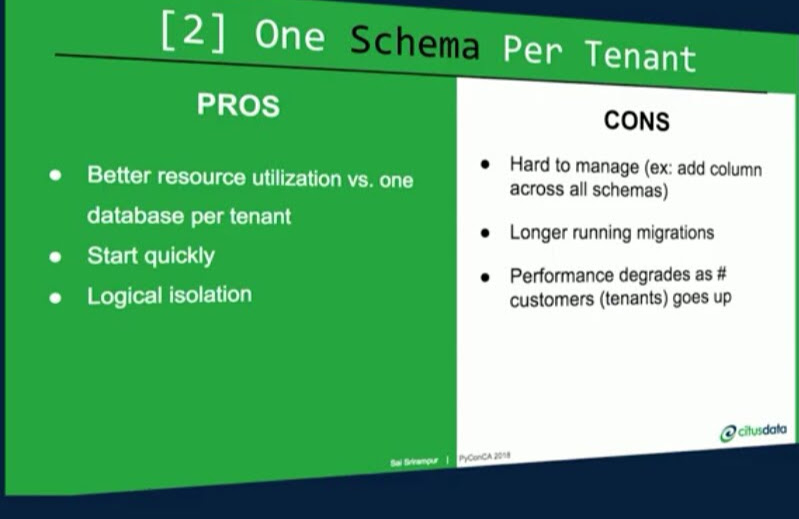 [2] One Schema Per Tenant
PROS
● Better resource utilization vs. one
database per tenant
● Start quickly
● Logical isolation
CONS
● Hard to manage (ex: add column
across all schemas)
● Longer running migrations
● Performance degrades as #
customers (tenants) goes up
citusdata
Sai Srirampur | PyConCA 2018